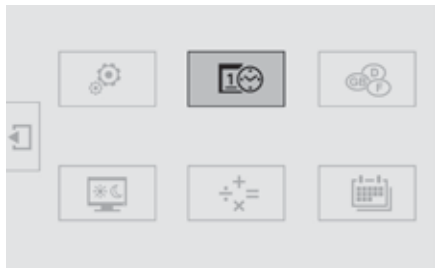 1
GB D F
÷ + × =